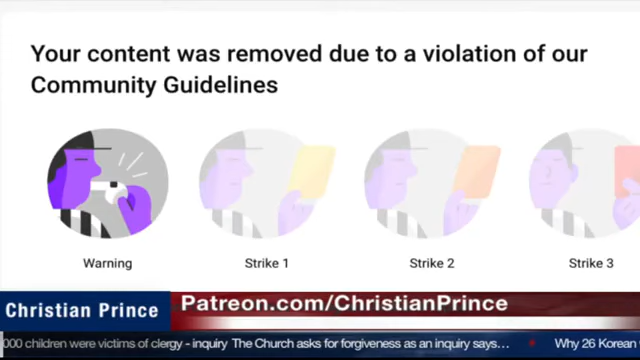 Your content was removed due to a violation of our
Community Guidelines
Warning
Strike 1
Strike 2
Strike 3
Patreon.com/ChristianPrince
Christian Prince
000 children were victims of clergy - inquiry The Church asks for forgiveness as an inquiry says… Why 26 Korean